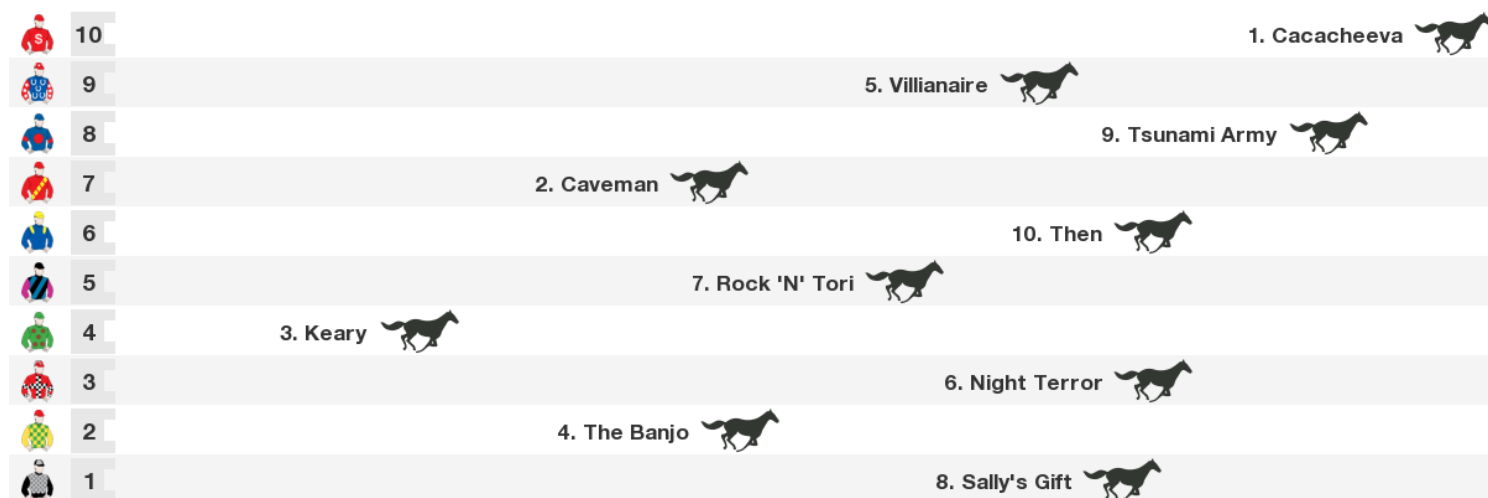 S
10 1. Cacacheeva
9 5. Villianaire
8 9. Tsunami Army
7 2. Caveman
6 10. Then
5 7. Rock 'N' Tori
4 3. Keary
3 6. Night Terror
2 4. The Banjo
1 8. Sally's Gift